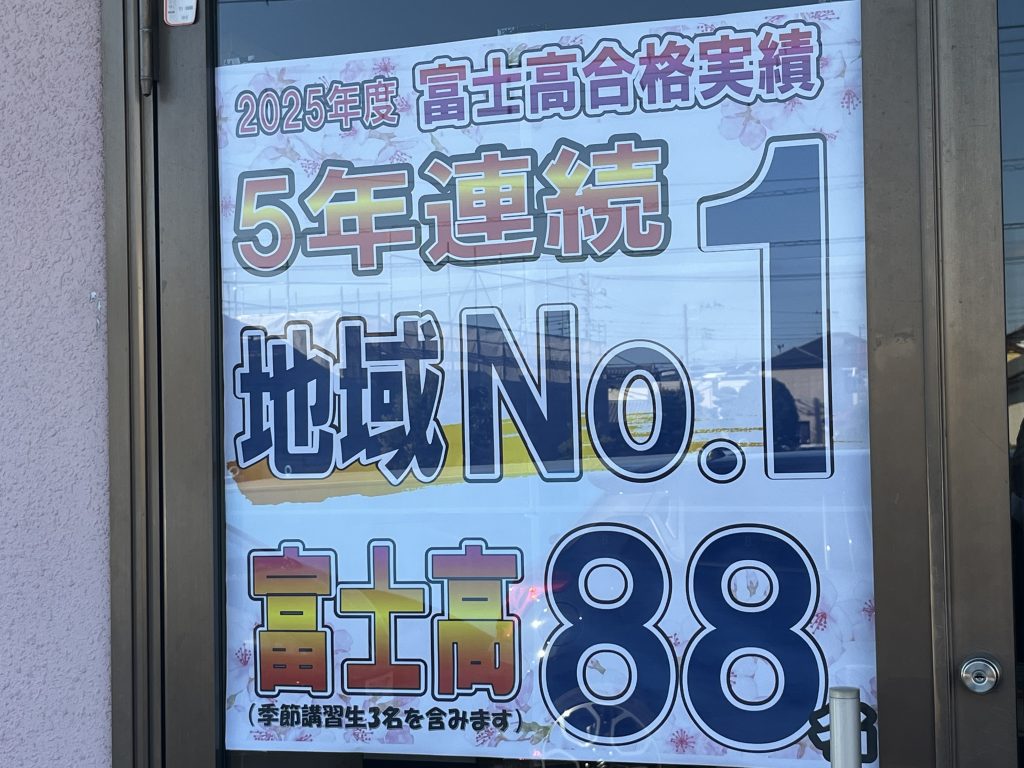 2025年度 富士高合格実績
5年連続
地域No.1
富士高88名
(季節講習生3名を含みます)